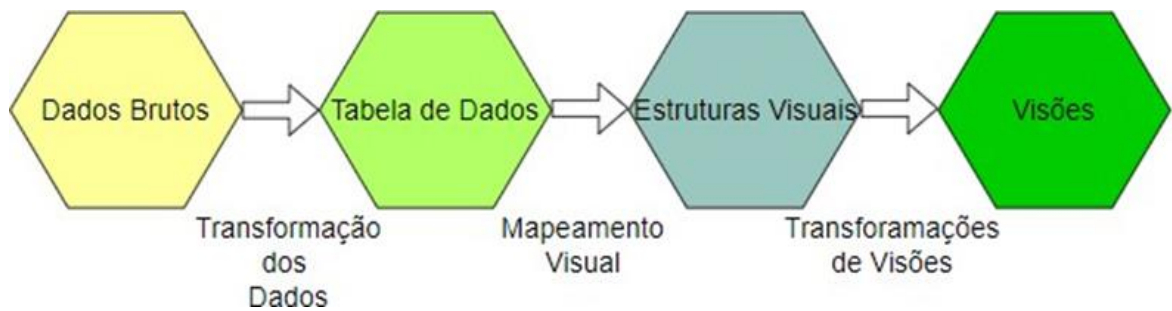 Dados Brutos
Tabela de Dados
Estruturas Visuais
Visões
Transformação
dos
Dados
Mapeamento
Visual
Transforamações
de Visões